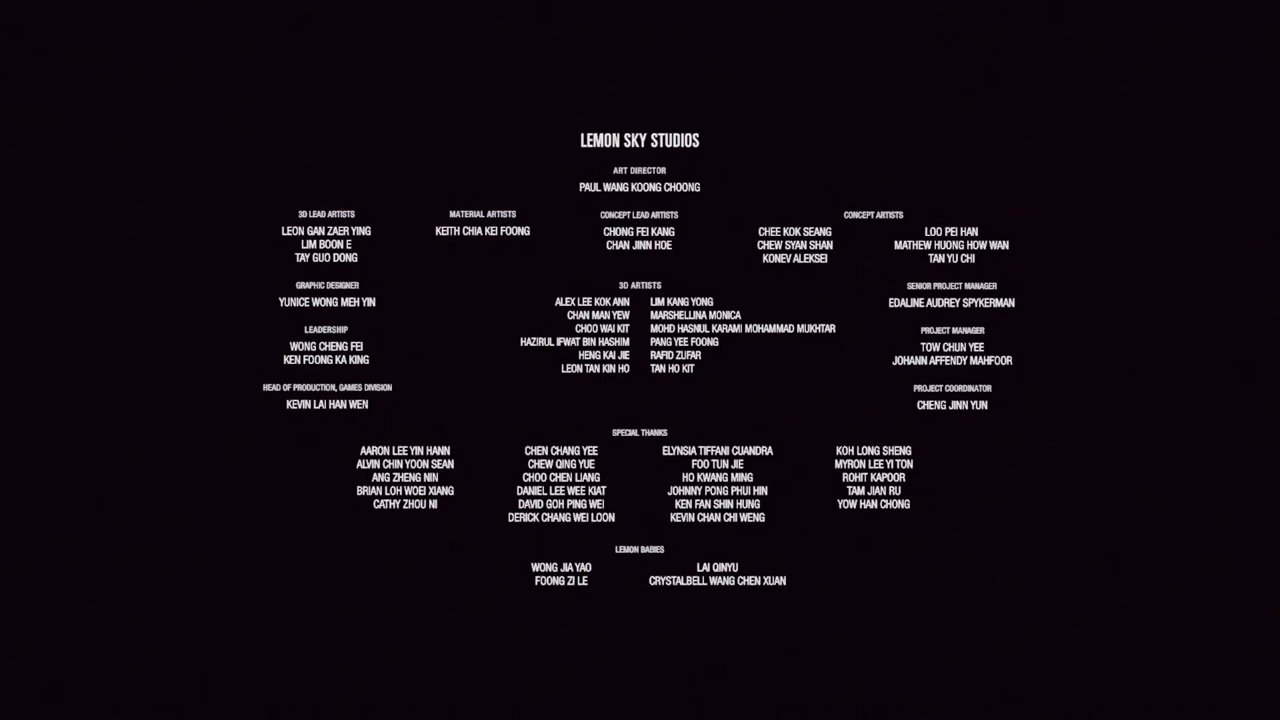 LEMON SKY STUDIOS
ART DIRECTOR
PAUL WANG KOONG CHOONG
3D LEAD ARTISTS
LEON GAN ZAER YING
LIM BOON E
TAY GUO DONG
MATERIAL ARTISTS
KEITH CHIA KEI FOONG
CONCEPT LEAD ARTISTS
CHONG FEI KANG
CHAN JINN HOE
CONCEPT ARTISTS
CHEE KOK SEANG
CHEW SYAN SHAN
KONEV ALEKSEI
LOO PEI HAN
MATHEW HUONG HOW WAN
TAN YU CHI
GRAPHIC DESIGNER
YUNICE WONG MEH YIN
LEADERSHIP
WONG CHENG FEI
KEN FOONG KA KING
HEAD OF PRODUCTION, GAMES DIVISION
KEVIN LAI HAN WEN
3D ARTISTS
ALEX LEE KOK ANN
CHAN MAN YEW
CHOO WAI KIT
HAZIRUL IFWAT BIN HASHIM
HENG KAI JIE
LEON TAN KIN HO
LIM KANG YONG
MARSHELLINA MONICA
MOHD HASNUL KARAMI MOHAMMAD MUKHTAR
PANG YEE FOONG
RAFID ZUFAR
TAN HO KIT
SENIOR PROJECT MANAGER
EDALINE AUDREY SPYKERMAN
PROJECT MANAGER
TOW CHUN YEE
JOHANN AFFENDY MAHFOOR
PROJECT COORDINATOR
CHENG JINN YUN
SPECIAL THANKS
AARON LEE YIN HANN
ALVIN CHIN YOON SEAN
ANG ZHENG NIN
BRIAN LOH WOEI XIANG
CATHY ZHOU NI
CHEN CHANG YEE
CHEW QING YUE
CHOO CHEN LIANG
DANIEL LEE WEE KIAT
DAVID GOH PING WEI
DERICK CHANG WEI LOON
ELYNSIA TIFFANI CUANDRA
FOO TUN JIE
HO KWANG MING
JOHNNY PONG PHUI HIN
KEN FAN SHIN HUNG
KEVIN CHAN CHI WENG
KOH LONG SHENG
MYRON LEE YI TON
ROHIT KAPOOR
TAM JIAN RU
YOW HAN CHONG
LEMON BABIES
WONG JIA YAO
FOONG ZI LE
LAI QINYU
CRYSTALBELL WANG CHEN XUAN